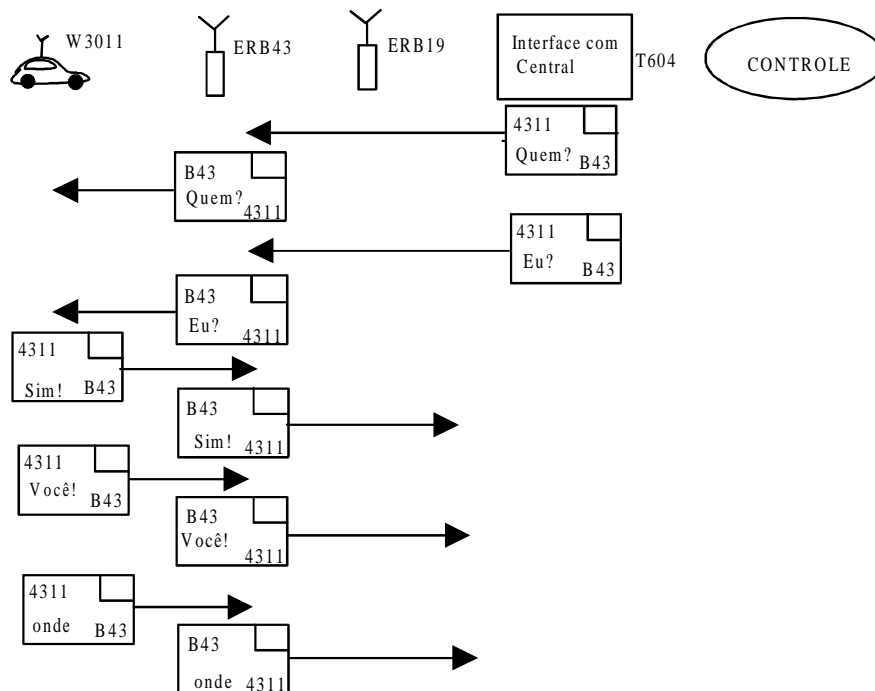 W3011
ERB43
ERB19
Interface com
Central
T604
CONTROLE
4311
Quem?
B43
B43
Quem?
4311
4311
Eu?
B43
B43
Eu?
4311
4311
Sim!
B43
B43
Sim!
4311
4311
Você!
B43
B43
Você!
4311
4311
onde
B43
B43
onde
4311